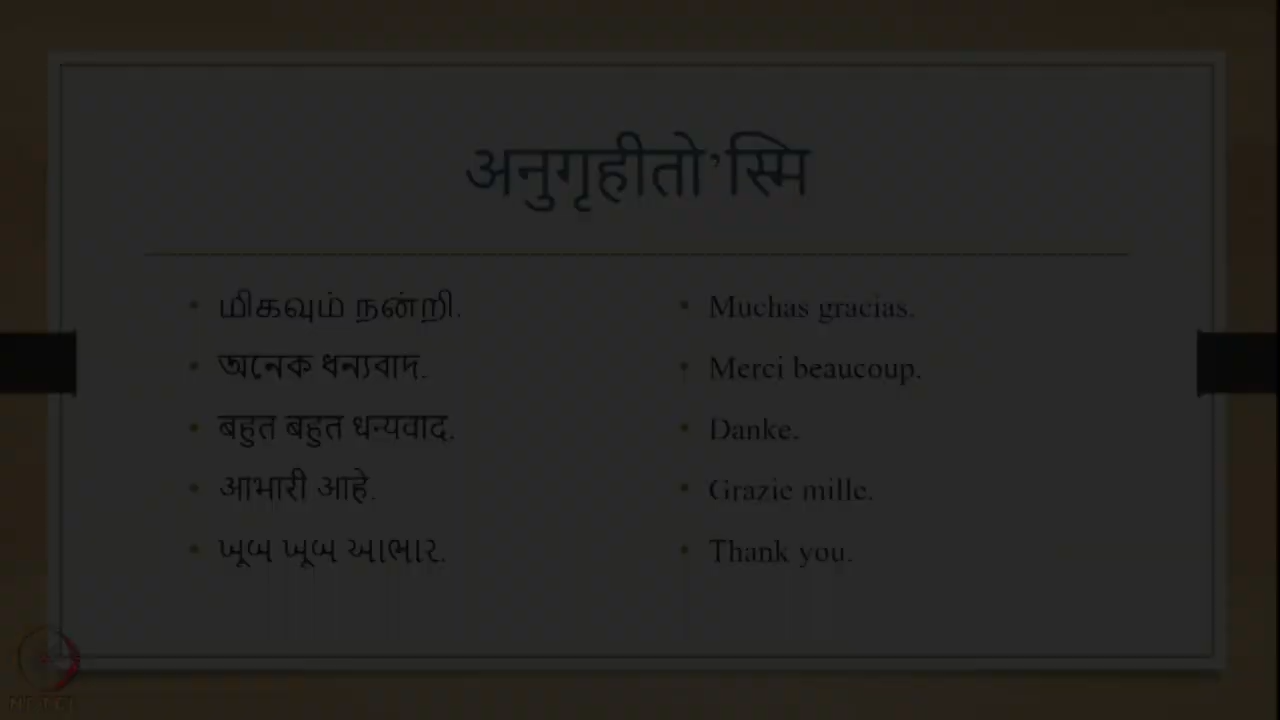 अनुगृहीतो’स्मि
மிகவும் நன்றி.
অনেক ধন্যবাদ.
बहुत बहुत धन्यवाद.
आभारी आहे.
ખૂબ ખૂબ આભાર.
Muchas gracias.
Merci beaucoup.
Danke.
Grazie mille.
Thank you.
NPTEL